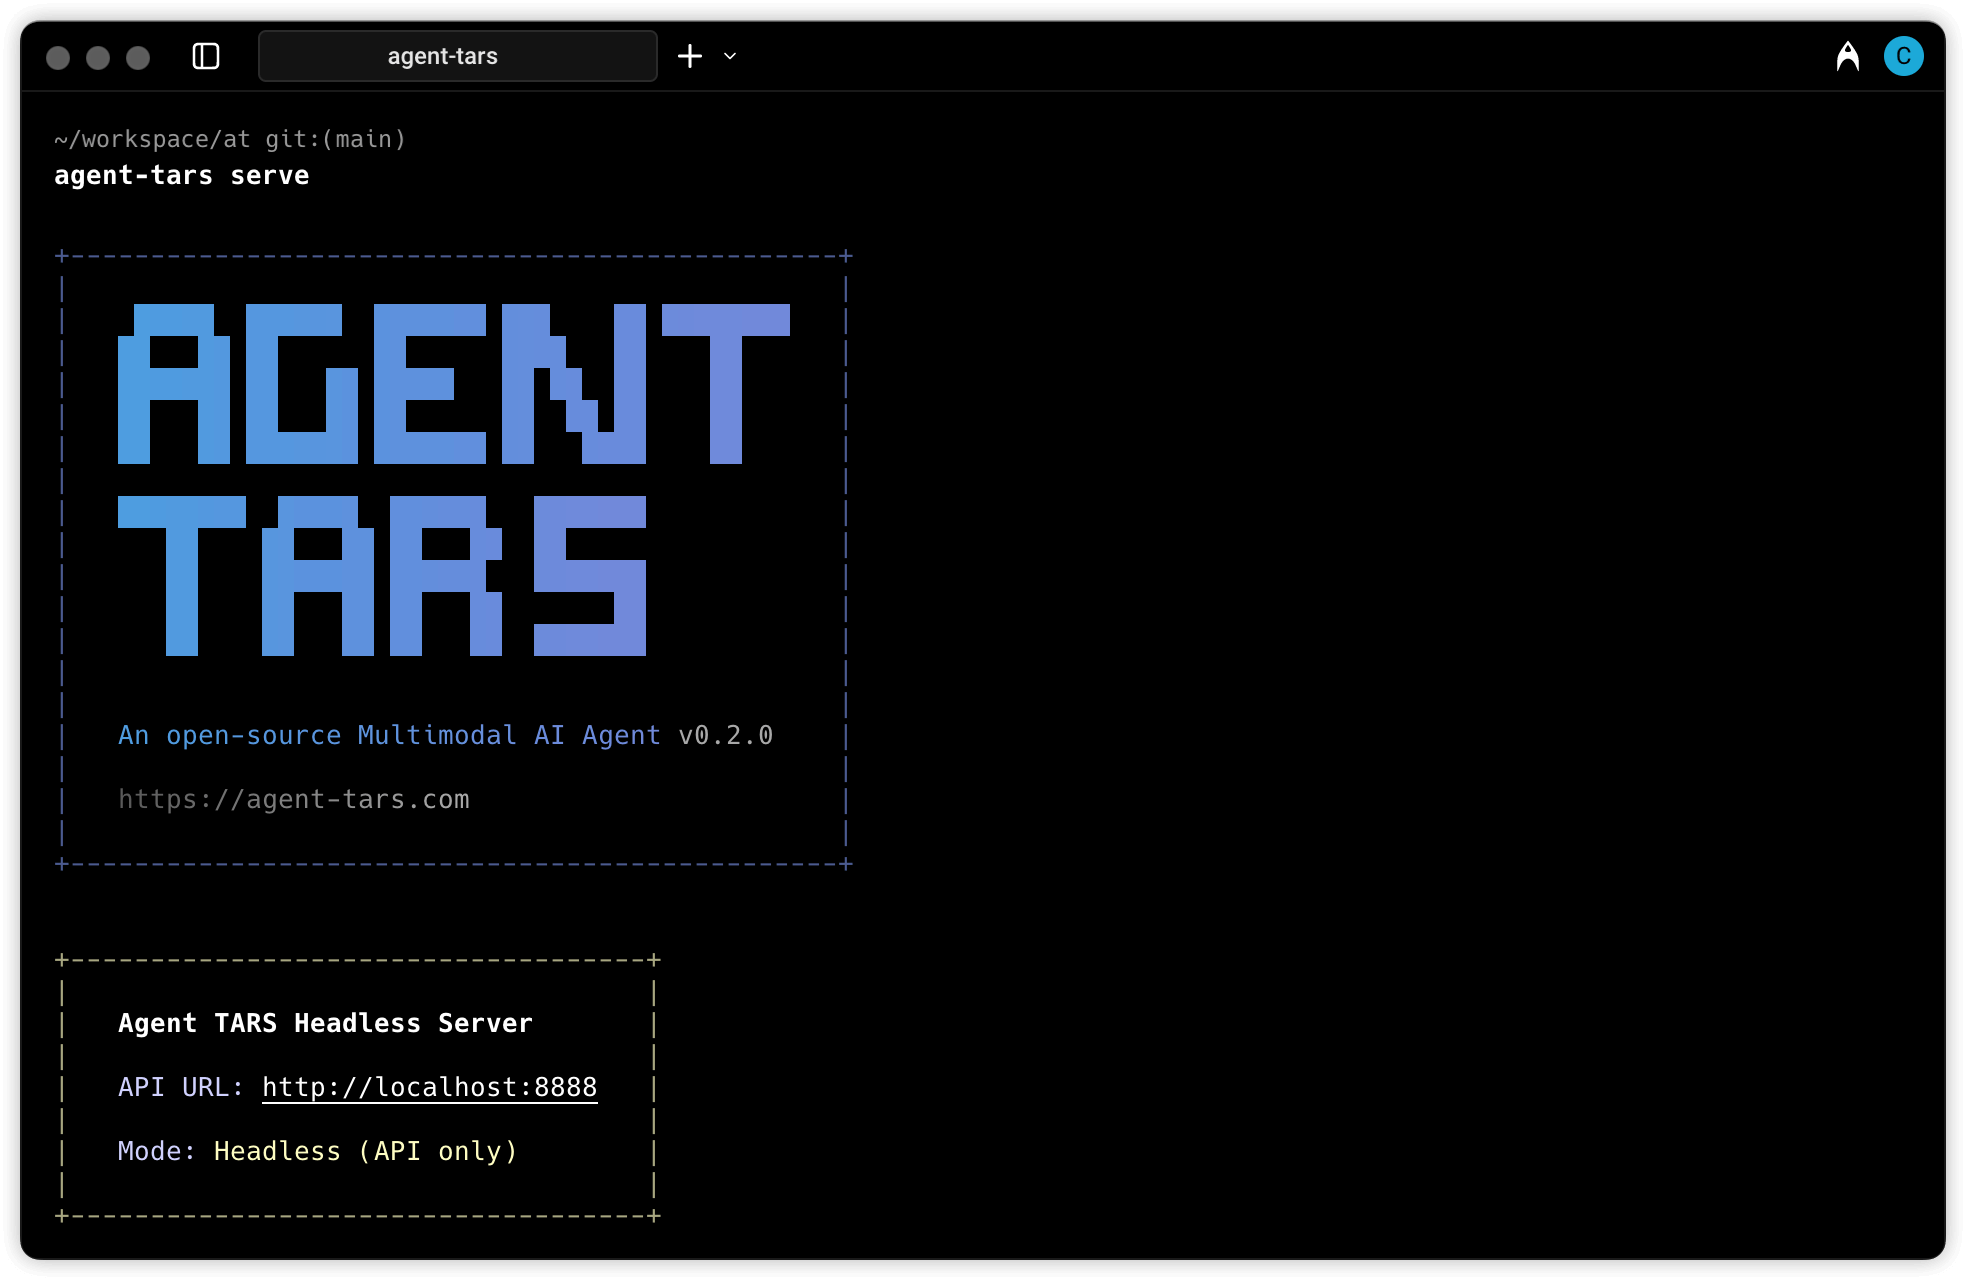 agent-tars
C
~/workspace/at git:(main)
agent-tars serve
AGENT
TARS
An open-source Multimodal AI Agent v0.2.0
https://agent-tars.com
Agent TARS Headless Server
API URL: http://localhost:8888
Mode: Headless (API only)